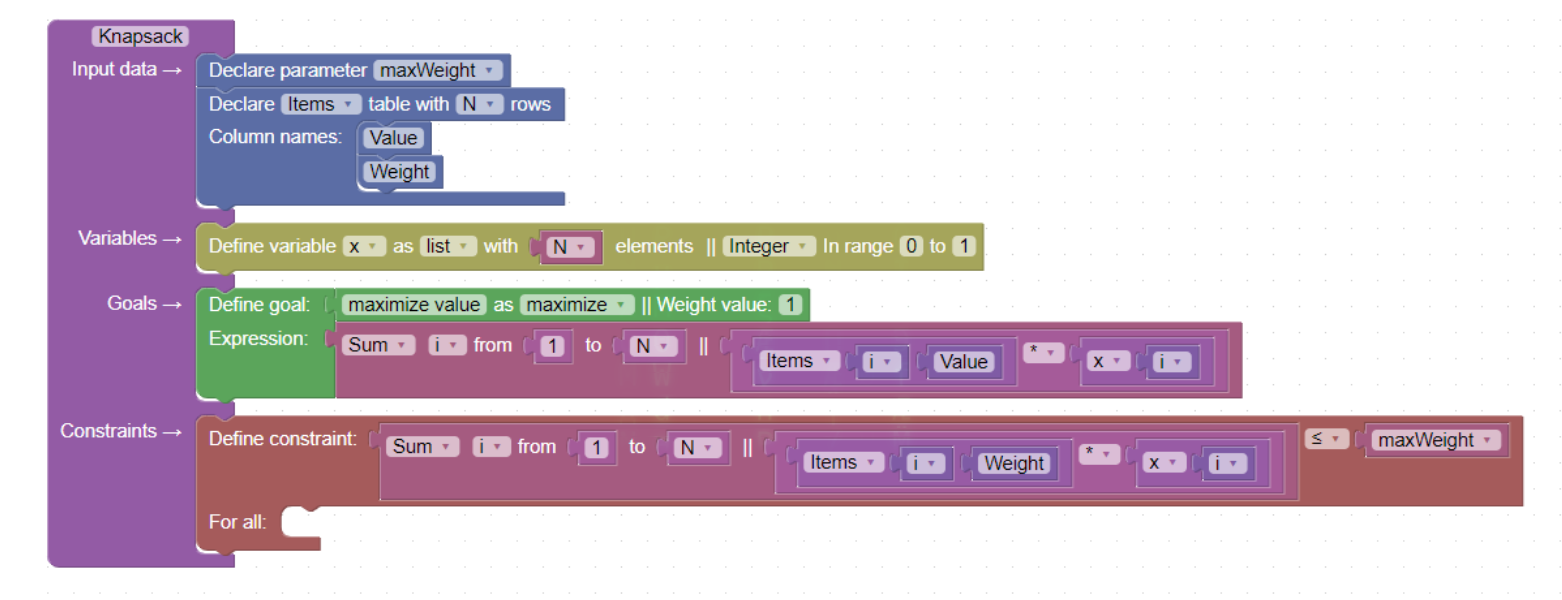 Knapsack
Input data → Declare parameter maxWeight
Declare Items table with N rows
Column names: Value
Weight
Variables → Define variable x as list with N elements || Integer In range 0 to 1
Goals → Define goal: maximize value as maximize || Weight value: 1
Expression: Sum i from 1 to N || Items i Value * x i
Constraints → Define constraint: Sum i from 1 to N || Items i Weight * x i ≤ maxWeight
For all: